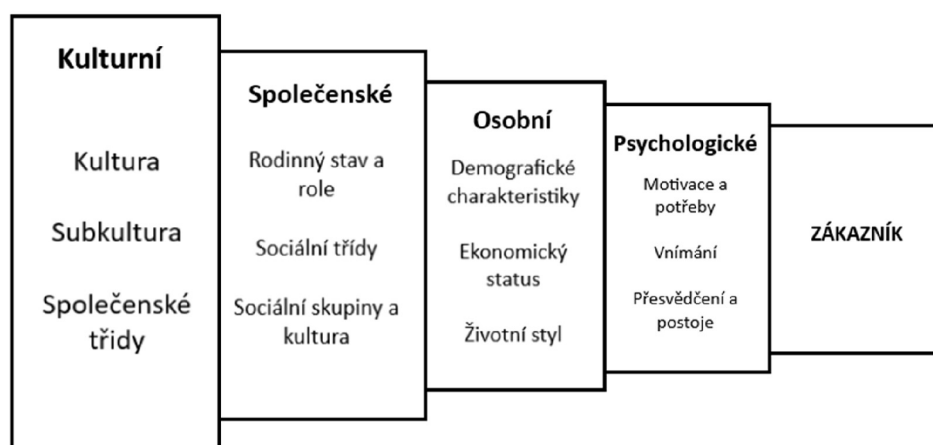 Kulturní
Kultura
Subkultura
Společenské
třidy
Společenské
Rodinný stav a
role
Sociální třídy
Sociální skupiny a
kultura
Osobní
Demografické
charakteristiky
Ekonomický
status
Životní styl
Psychologické
Motivace a
potřeby
Vnímání
Přesvědčení a
postoje
ZÁKAZNÍK